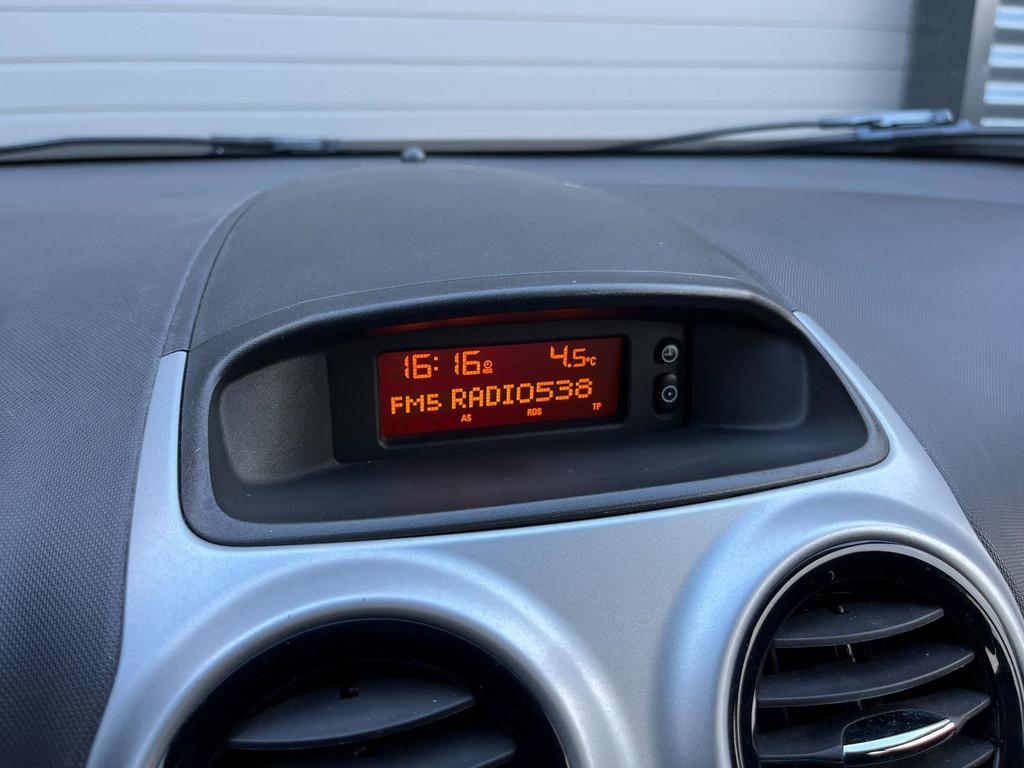 16:16 4.5°C
FM5 RADIO538
AS RDS TP